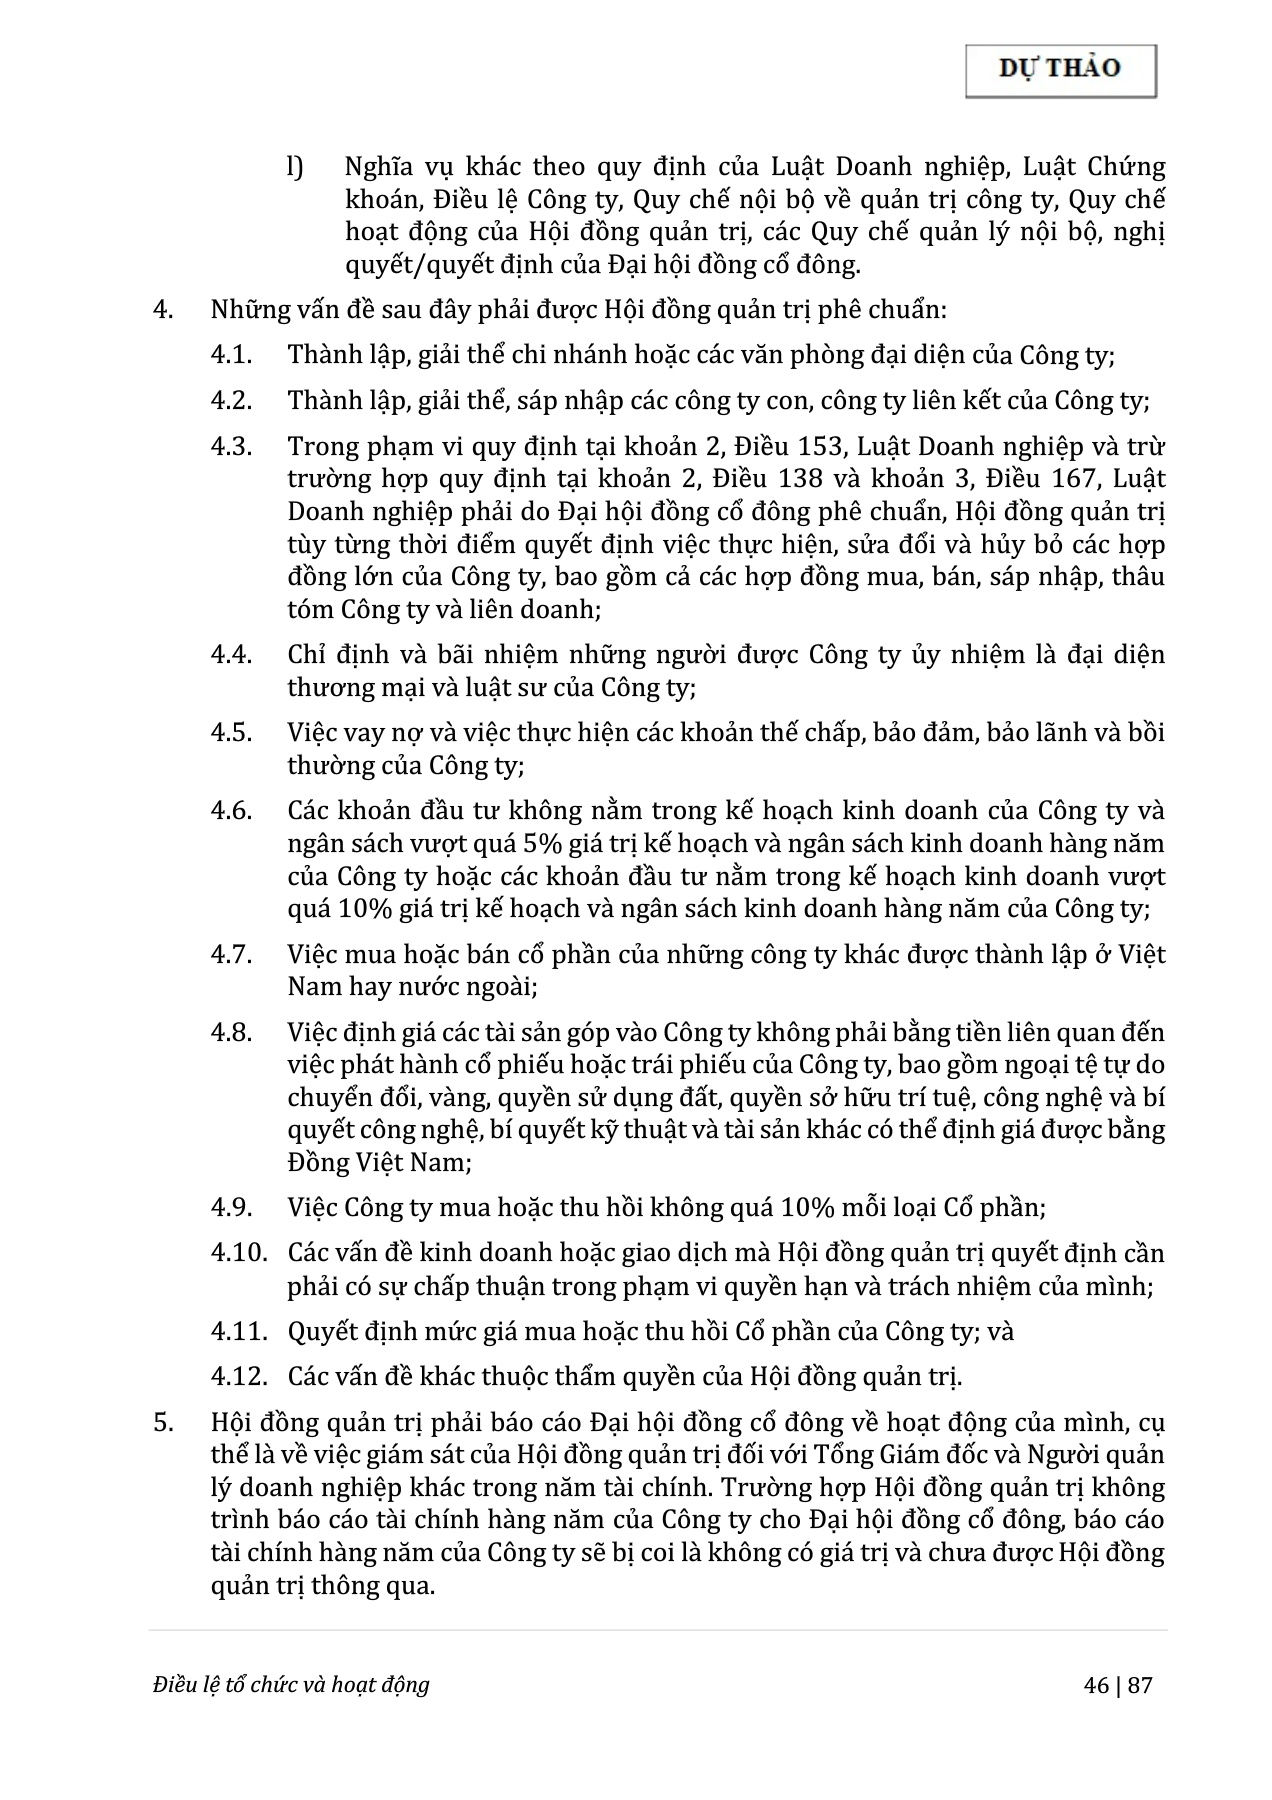 DỰ THẢO
l) Nghĩa vụ khác theo quy định của Luật Doanh nghiệp, Luật Chứng
khoán, Điều lệ Công ty, Quy chế nội bộ về quản trị công ty, Quy chế
hoạt động của Hội đồng quản trị, các Quy chế quản lý nội bộ, nghị
quyết/quyết định của Đại hội đồng cổ đông.
4. Những vấn đề sau đây phải được Hội đồng quản trị phê chuẩn:
4.1. Thành lập, giải thể chi nhánh hoặc các văn phòng đại diện của Công ty;
4.2. Thành lập, giải thể, sáp nhập các công ty con, công ty liên kết của Công ty;
4.3. Trong phạm vi quy định tại khoản 2, Điều 153, Luật Doanh nghiệp và trừ
trường hợp quy định tại khoản 2, Điều 138 và khoản 3, Điều 167, Luật
Doanh nghiệp phải do Đại hội đồng cổ đông phê chuẩn, Hội đồng quản trị
tùy từng thời điểm quyết định việc thực hiện, sửa đổi và hủy bỏ các hợp
đồng lớn của Công ty, bao gồm cả các hợp đồng mua, bán, sáp nhập, thâu
tóm Công ty và liên doanh;
4.4. Chỉ định và bãi nhiệm những người được Công ty ủy nhiệm là đại diện
thương mại và luật sư của Công ty;
4.5. Việc vay nợ và việc thực hiện các khoản thế chấp, bảo đảm, bảo lãnh và bồi
thường của Công ty;
4.6. Các khoản đầu tư không nằm trong kế hoạch kinh doanh của Công ty và
ngân sách vượt quá 5% giá trị kế hoạch và ngân sách kinh doanh hàng năm
của Công ty hoặc các khoản đầu tư nằm trong kế hoạch kinh doanh vượt
quá 10% giá trị kế hoạch và ngân sách kinh doanh hàng năm của Công ty;
4.7. Việc mua hoặc bán cổ phần của những công ty khác được thành lập ở Việt
Nam hay nước ngoài;
4.8. Việc định giá các tài sản góp vào Công ty không phải bằng tiền liên quan đến
việc phát hành cổ phiếu hoặc trái phiếu của Công ty, bao gồm ngoại tệ tự do
chuyển đổi, vàng, quyền sử dụng đất, quyền sở hữu trí tuệ, công nghệ và bí
quyết công nghệ, bí quyết kỹ thuật và tài sản khác có thể định giá được bằng
Đồng Việt Nam;
4.9. Việc Công ty mua hoặc thu hồi không quá 10% mỗi loại Cổ phần;
4.10. Các vấn đề kinh doanh hoặc giao dịch mà Hội đồng quản trị quyết định cần
phải có sự chấp thuận trong phạm vi quyền hạn và trách nhiệm của mình;
4.11. Quyết định mức giá mua hoặc thu hồi Cổ phần của Công ty; và
4.12. Các vấn đề khác thuộc thẩm quyền của Hội đồng quản trị.
5. Hội đồng quản trị phải báo cáo Đại hội đồng cổ đông về hoạt động của mình, cụ
thể là về việc giám sát của Hội đồng quản trị đối với Tổng Giám đốc và Người quản
lý doanh nghiệp khác trong năm tài chính. Trường hợp Hội đồng quản trị không
trình báo cáo tài chính hàng năm của Công ty cho Đại hội đồng cổ đông, báo cáo
tài chính hàng năm của Công ty sẽ bị coi là không có giá trị và chưa được Hội đồng
quản trị thông qua.
Điều lệ tổ chức và hoạt động 46 | 87